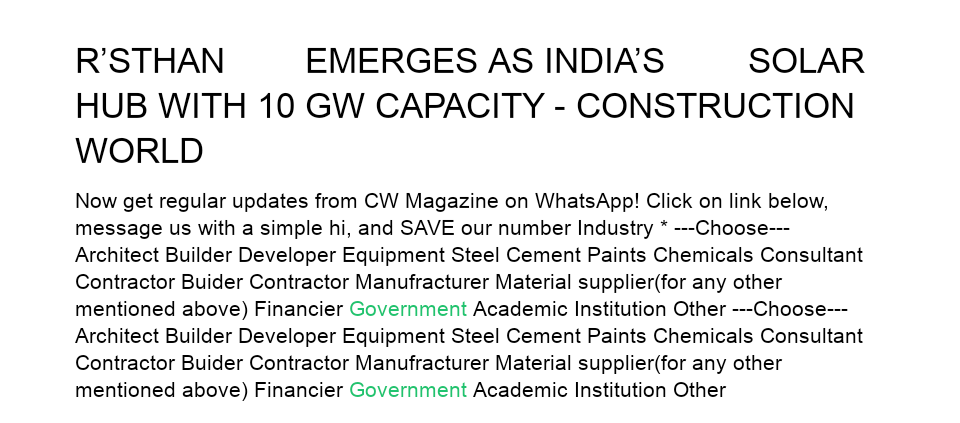 R’STHAN EMERGES AS INDIA’S SOLAR
HUB WITH 10 GW CAPACITY - CONSTRUCTION
WORLD
Now get regular updates from CW Magazine on WhatsApp! Click on link below,
message us with a simple hi, and SAVE our number Industry * ---Choose---
Architect Builder Developer Equipment Steel Cement Paints Chemicals Consultant
Contractor Buider Contractor Manufracturer Material supplier(for any other
mentioned above) Financier Government Academic Institution Other ---Choose---
Architect Builder Developer Equipment Steel Cement Paints Chemicals Consultant
Contractor Buider Contractor Manufracturer Material supplier(for any other
mentioned above) Financier Government Academic Institution Other